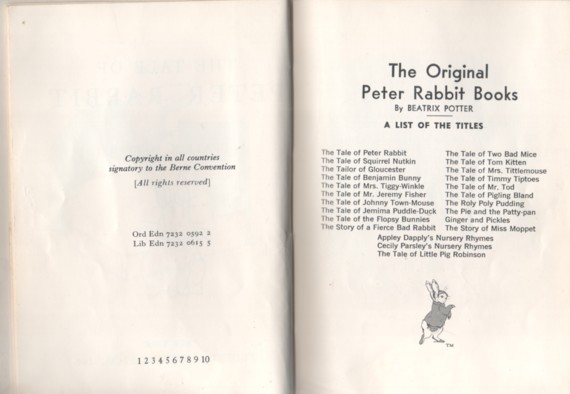 Copyright in all countries
signatory to the Berne Convention
[All rights reserved]
Ord Edn 7232 0592 2
Lib Edn 7232 0615 5
1 2 3 4 5 6 7 8 9 10
The Original
Peter Rabbit Books
By BEATRIX POTTER
A LIST OF THE TITLES
The Tale of Peter Rabbit
The Tale of Squirrel Nutkin
The Tailor of Gloucester
The Tale of Benjamin Bunny
The Tale of Mrs. Tiggy-Winkle
The Tale of Mr. Jeremy Fisher
The Tale of Johnny Town-Mouse
The Tale of Jemima Puddle-Duck
The Tale of the Flopsy Bunnies
The Story of a Fierce Bad Rabbit
The Tale of Two Bad Mice
The Tale of Tom Kitten
The Tale of Mrs. Tittlemouse
The Tale of Timmy Tiptoes
The Tale of Mr. Tod
The Tale of Pigling Bland
The Roly Poly Pudding
The Pie and the Patty-pan
Ginger and Pickles
The Story of Miss Moppet
Appley Dapply's Nursery Rhymes
Cecily Parsley's Nursery Rhymes
The Tale of Little Pig Robinson
TM